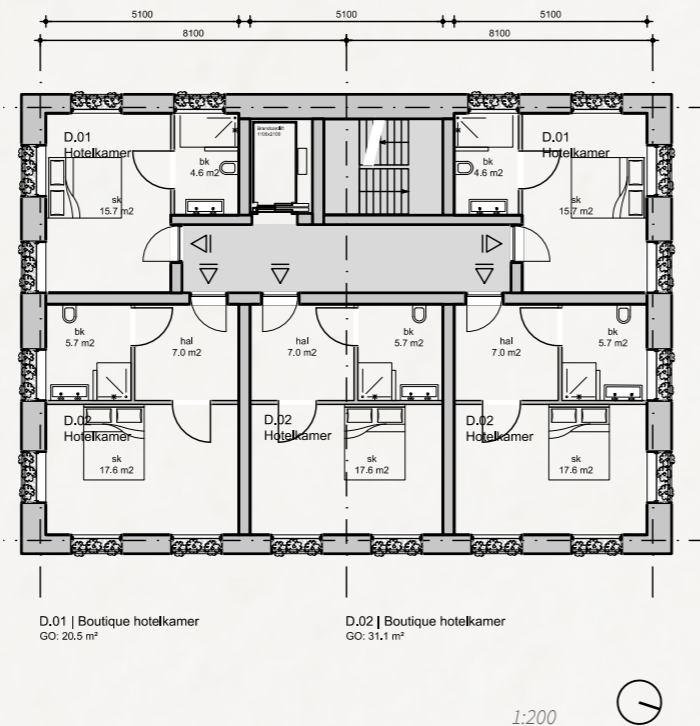 5100 5100 5100
8100 8100
D.01
Hotelkamer
bk
4.6 m2
sk
15.7 m2
Brandweerlift
1100x2100
bk
4.6 m2
D.01
Hotelkamer
sk
15.7 m2
bk
5.7 m2
hal
7.0 m2
hal
7.0 m2
bk
5.7 m2
hal
7.0 m2
bk
5.7 m2
D.02
Hotelkamer
sk
17.6 m2
D.02
Hotelkamer
sk
17.6 m2
D.02
Hotelkamer
sk
17.6 m2
D.01 | Boutique hotelkamer
GO: 20.5 m²
D.02 | Boutique hotelkamer
GO: 31.1 m²
1:200